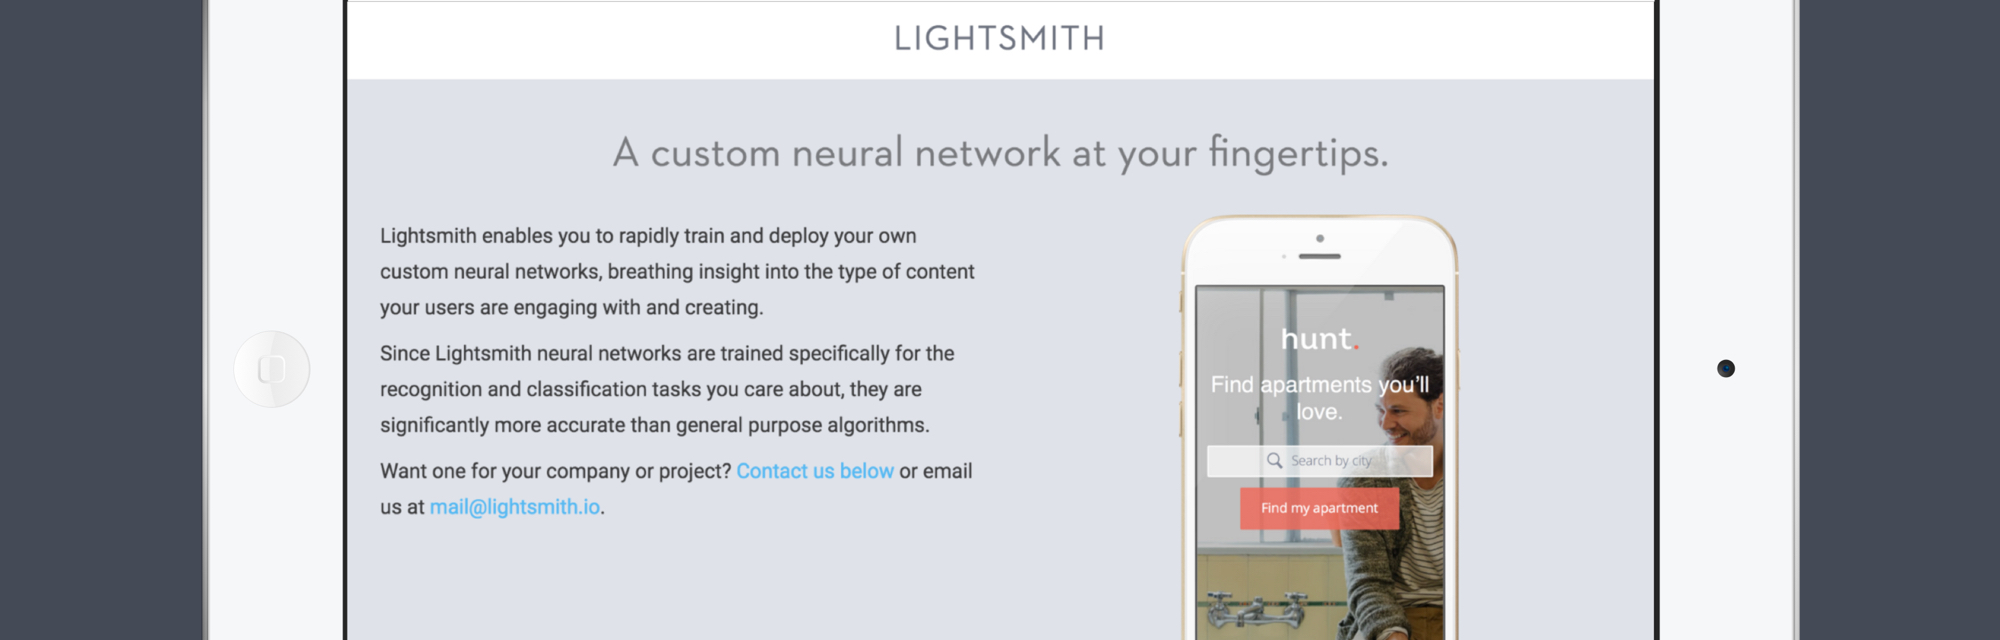 LIGHTSMITH
A custom neural network at your fingertips.
Lightsmith enables you to rapidly train and deploy your own
custom neural networks, breathing insight into the type of content
your users are engaging with and creating.
Since Lightsmith neural networks are trained specifically for the
recognition and classification tasks you care about, they are
significantly more accurate than general purpose algorithms.
Want one for your company or project? Contact us below or email
us at mail@lightsmith.io.
hunt.
Find apartments you'll
love.
Search by city
Find my apartment